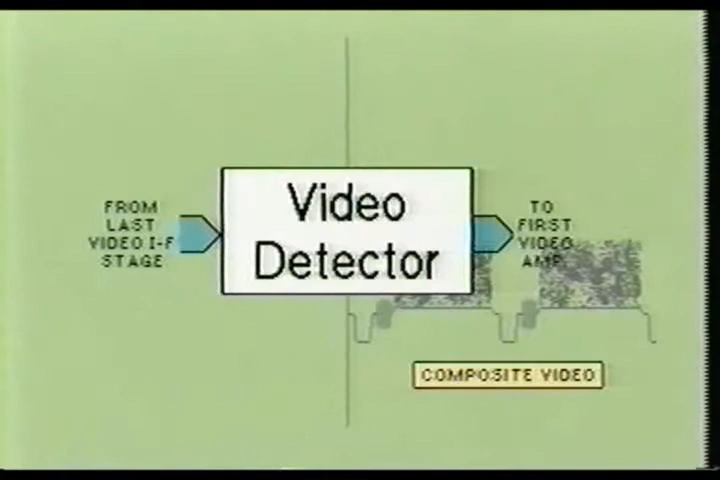 FROM
LAST
VIDEO I-F
STAGE
Video
Detector
TO
FIRST
VIDEO
AMP
COMPOSITE VIDEO